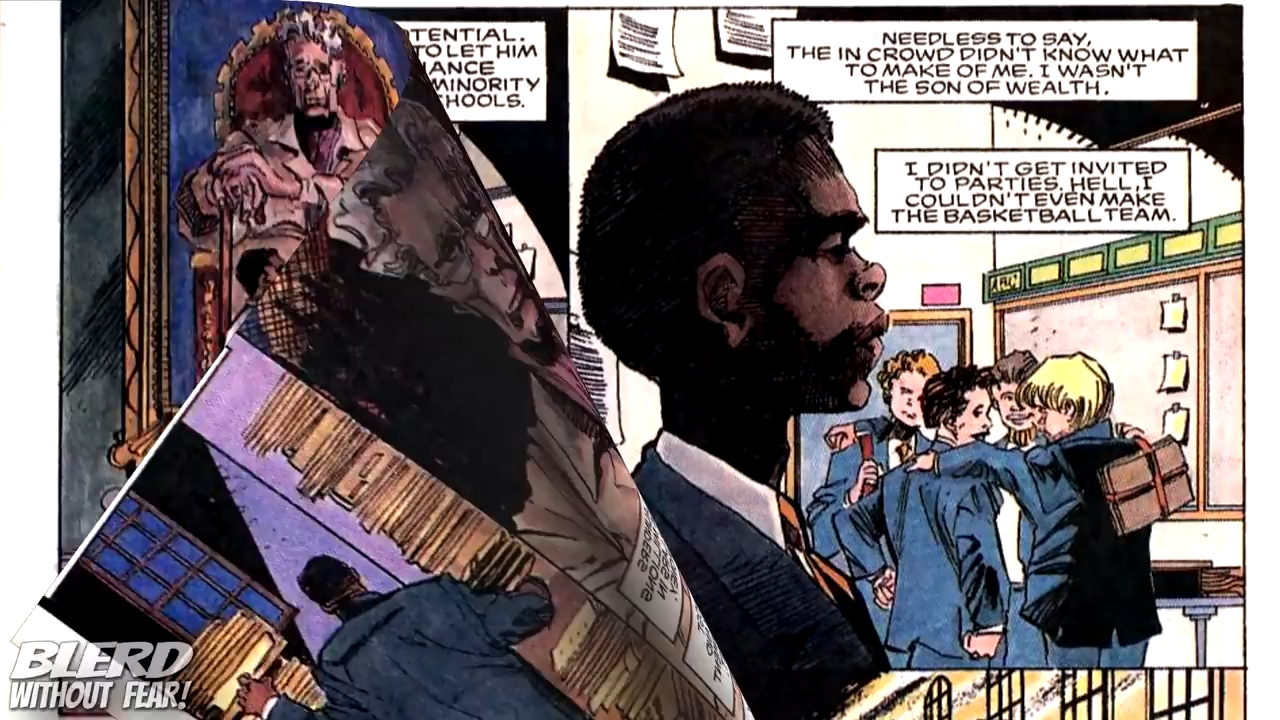 TENTIAL.
TO LET HIM
MINORITY
NEEDLESS TO SAY,
THE IN CROWD DIDN'T KNOW WHAT
TO MAKE OF ME. I WASN'T
THE SON OF WEALTH.
I DIDN'T GET INVITED
TO PARTIES. HELL, I
COULDN'T EVEN MAKE
THE BASKETBALL TEAM.
ABC
BLERD
WITHOUT FEAR!